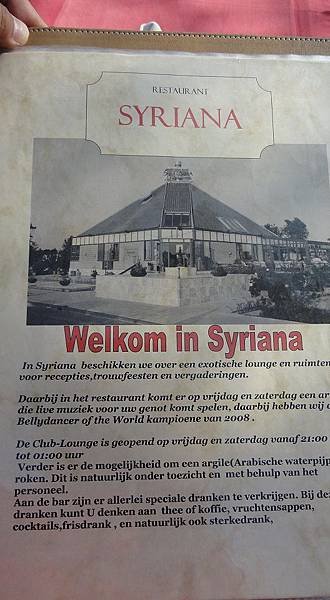 RESTAURANT
SYRIANA
Welkom in Syriana
In Syriana beschikken we over een exotische lounge en ruimten
voor recepties,trouwfeesten en vergaderingen.
Daarbij in het restaurant komt er op vrijdag en zaterdag een
die live muziek voor uw genot komt spelen, daarbij hebben wij
Bellydancer of the World kampioene van 2008 .
De Club-Lounge is geopend op vrijdag en zaterdag vanaf 21:00
tot 01:00 uur
Verder is er de mogelijkheid om een argile(Arabische waterpijp
roken. Dit is natuurlijk onder toezicht en met behulp van het
personeel.
Aan de bar zijn er allerlei speciale dranken te verkrijgen. Bij
dranken kunt U denken aan thee of koffie, vruchtensappen,
cocktails,frisdrank , en natuurlijk ook sterkedrank,